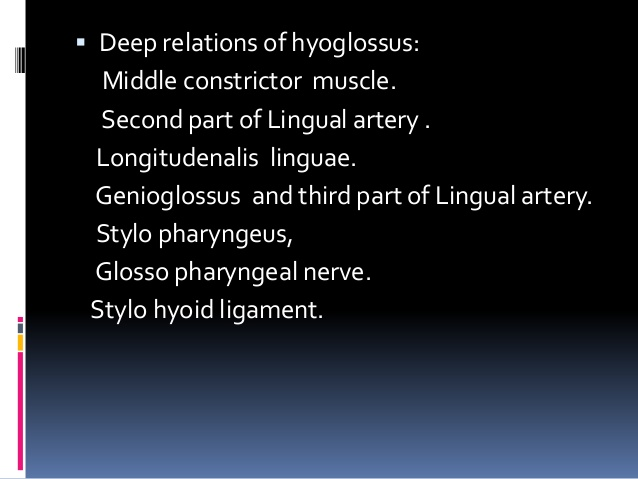 Deep relations of hyoglossus:
Middle constrictor muscle.
Second part of Lingual artery .
Longitudenalis linguae.
Genioglossus and third part of Lingual artery.
Stylo pharyngeus,
Glosso pharyngeal nerve.
Stylo hyoid ligament.